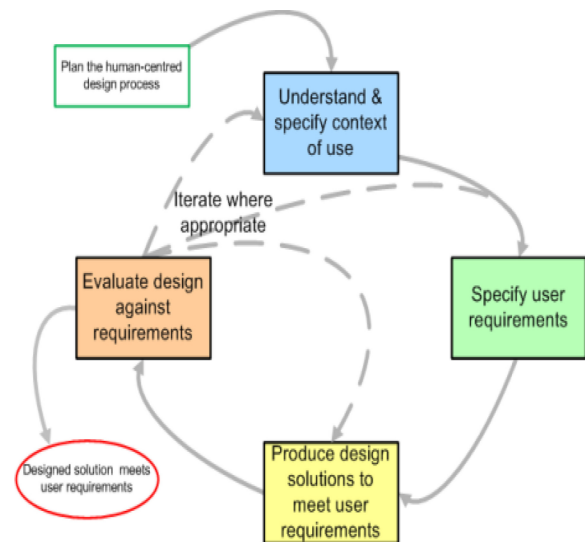 Plan the human-centred
design process
Understand &
specify context
of use
Iterate where
appropriate
Evaluate design
against
requirements
Specify user
requirements
Designed solution meets
user requirements
Produce design
solutions to
meet user
requirements